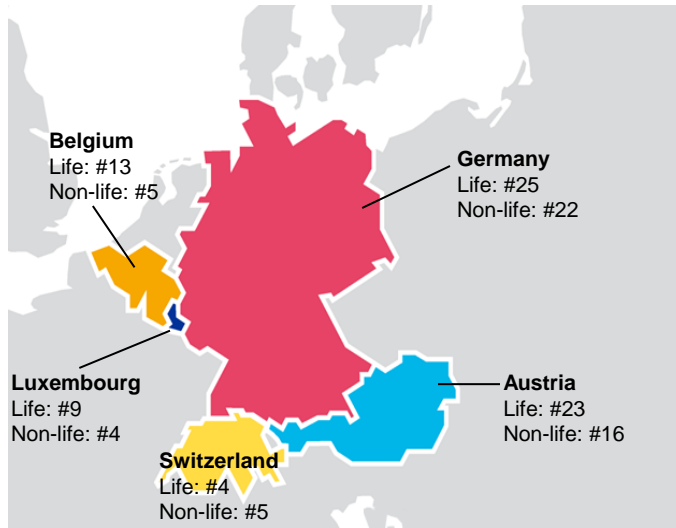 Belgium
Life: #13
Non-life: #5
Germany
Life: #25
Non-life: #22
Luxembourg
Life: #9
Non-life: #4
Austria
Life: #23
Non-life: #16
Switzerland
Life: #4
Non-life: #5